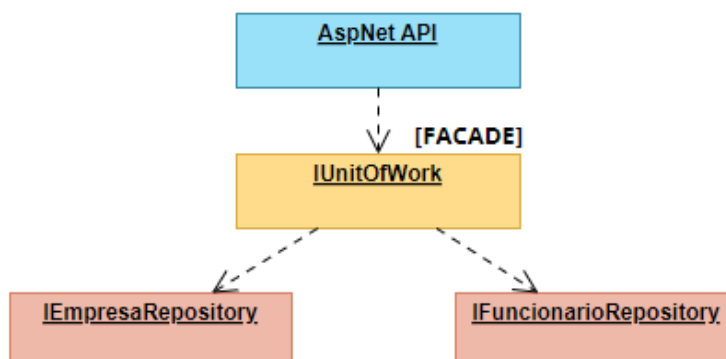 AspNet API
[FACADE]
IUnitOfWork
IEmpresaRepository
IFuncionarioRepository